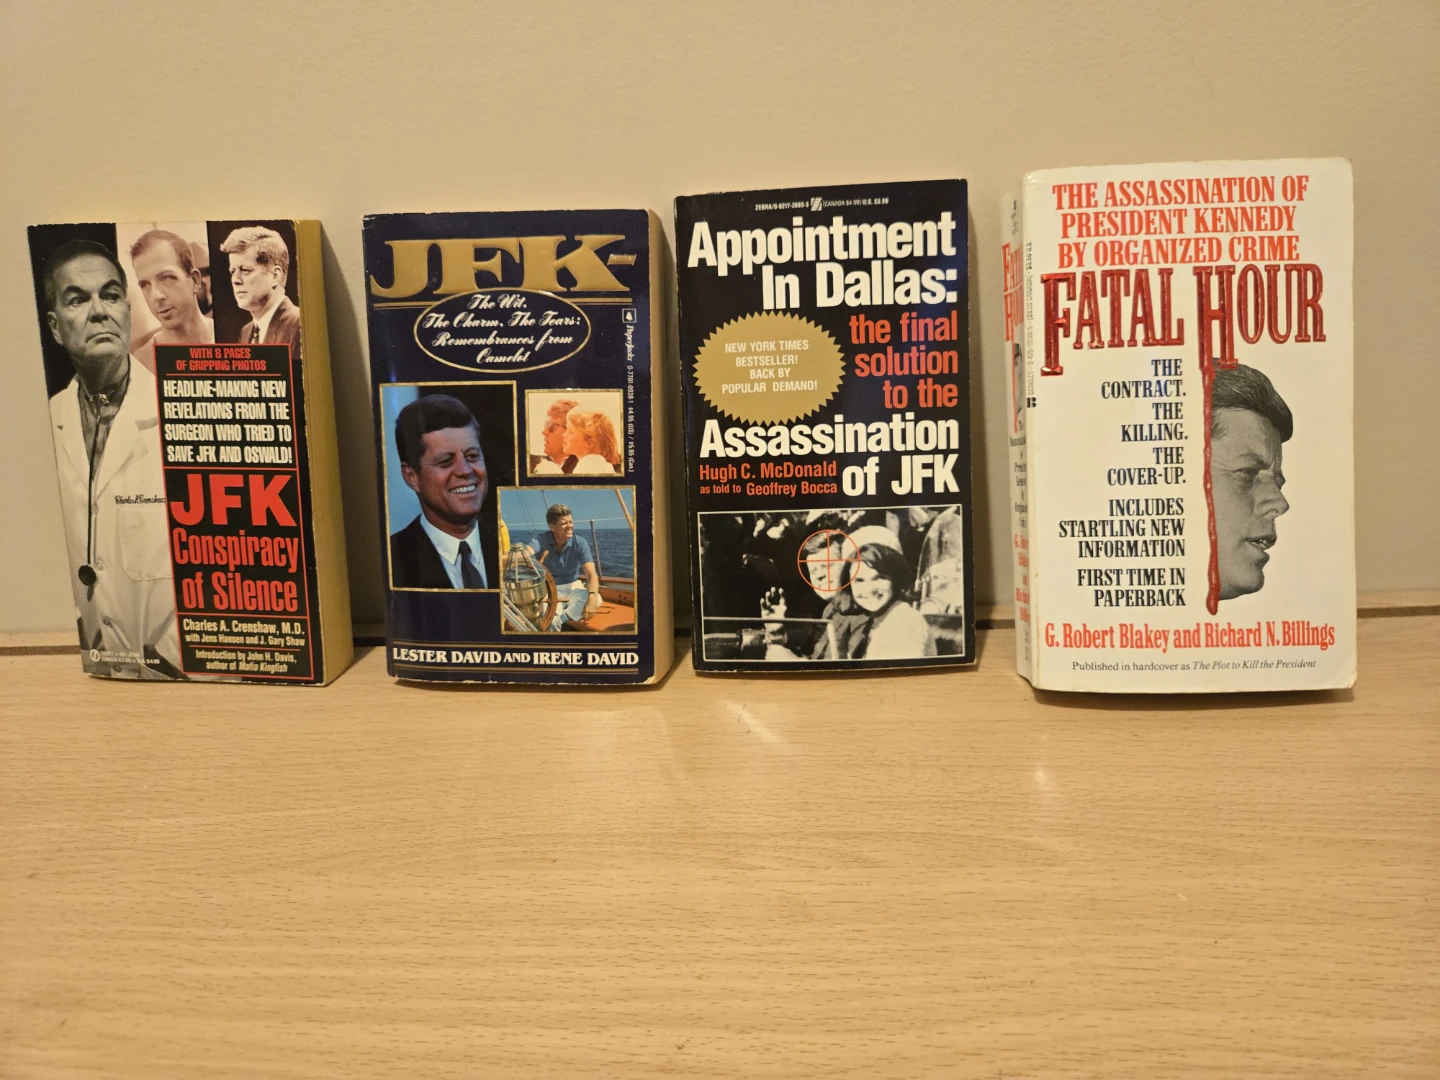 WITH 8 PAGES
OF GRIPPING PHOTOS
HEADLINE-MAKING NEW
REVELATIONS FROM THE
SURGEON WHO TRIED TO
SAVE JFK AND OSWALD!
JFK
Conspiracy
of Silence
Charles A. Crenshaw, M.D.
with Jens Hansen and J. Gary Shaw
Introduction by John H. Davis,
author of Mafia Kingfish
JFK-
The Wit,
The Charm, The Tears:
Remembrances from
Camelot
PaperJacks
LESTER DAVID AND IRENE DAVID
Appointment
In Dallas:
the final
solution
to the
Assassination
of JFK
NEW YORK TIMES
BESTSELLER!
BACK BY
POPULAR DEMAND!
Hugh C. McDonald
as told to Geoffrey Bocca
THE ASSASSINATION OF
PRESIDENT KENNEDY
BY ORGANIZED CRIME
FATAL HOUR
THE
CONTRACT.
THE
KILLING.
THE
COVER-UP.
INCLUDES
STARTLING NEW
INFORMATION
FIRST TIME IN
PAPERBACK
G. Robert Blakey and Richard N. Billings
Published in hardcover as The Plot to Kill the President